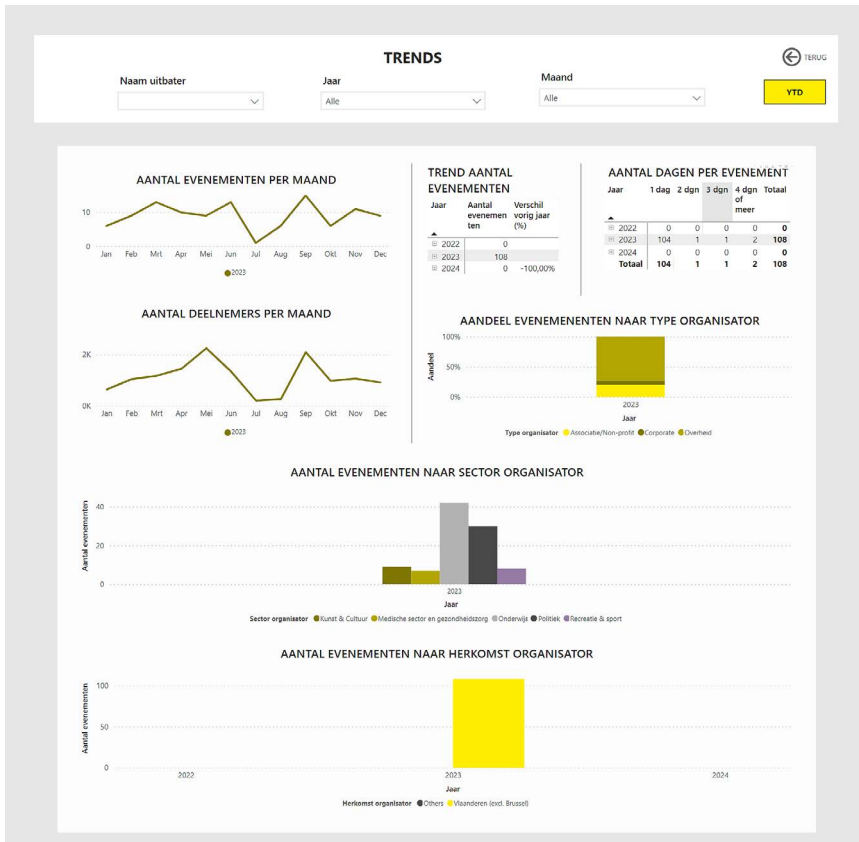 TRENDS
TERUG
Naam uitbater
Jaar
Maand
Alle
Alle
YTD
AANTAL EVENEMENTEN PER MAAND
10
0
Jan Feb Mrt Apr Mei Jun Jul Aug Sep Okt Nov Dec
2023
TREND AANTAL
EVENEMENTEN
Jaar Aantal Verschil
evenemen vorig jaar
ten (%)
2022 0
2023 108
2024 0 -100,00%
AANTAL DAGEN PER EVENEMENT
Jaar 1 dag 2 dgn 3 dgn 4 dgn Totaal
of
meer
2022 0 0 0 0 0
2023 104 1 1 2 108
2024 0 0 0 0 0
Totaal 104 1 1 2 108
AANTAL DEELNEMERS PER MAAND
2K
0K
Jan Feb Mrt Apr Mei Jun Jul Aug Sep Okt Nov Dec
2023
AANDEEL EVENEMENENTEN NAAR TYPE ORGANISATOR
Aandeel
100%
50%
0%
2023
Jaar
Type organisator Associatie/Non-profit Corporate Overheid
AANTAL EVENEMENTEN NAAR SECTOR ORGANISATOR
Aantal evenementen
40
20
0
2023
Jaar
Sector organisator Kunst & Cultuur Medische sector en gezondheidszorg Onderwijs Politiek Recreatie & sport
AANTAL EVENEMENTEN NAAR HERKOMST ORGANISATOR
Aantal evenementen
100
50
0
2022 2023 2024
Jaar
Herkomst organisator Others Vlaanderen (excl. Brussel)